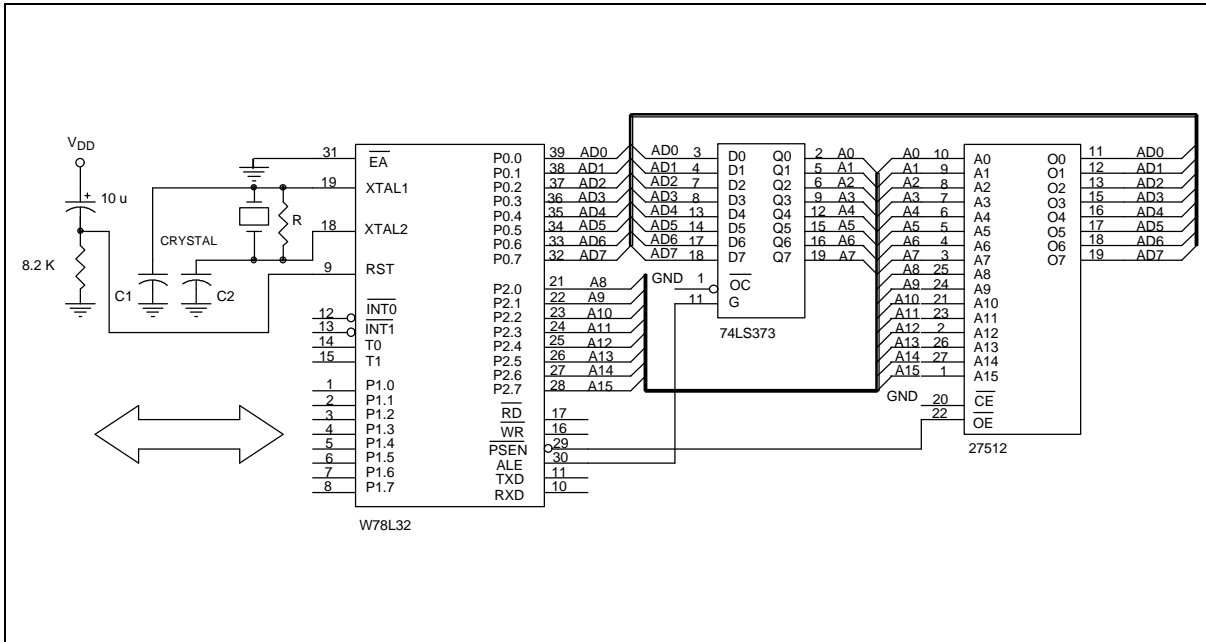 VDD
+
10 u
8.2 K
C1
CRYSTAL
C2
R
31 EA
19 XTAL1
18 XTAL2
9 RST
12 INT0
13 INT1
14 T0
15 T1
1 P1.0
2 P1.1
3 P1.2
4 P1.3
5 P1.4
6 P1.5
7 P1.6
8 P1.7
P0.0 39 AD0
P0.1 38 AD1
P0.2 37 AD2
P0.3 36 AD3
P0.4 35 AD4
P0.5 34 AD5
P0.6 33 AD6
P0.7 32 AD7
P2.0 21 A8
P2.1 22 A9
P2.2 23 A10
P2.3 24 A11
P2.4 25 A12
P2.5 26 A13
P2.6 27 A14
P2.7 28 A15
RD 17
WR 16
PSEN 29
ALE 30
TXD 11
RXD 10
W78L32
AD0 3 D0 Q0 2 A0
AD1 4 D1 Q1 5 A1
AD2 7 D2 Q2 6 A2
AD3 8 D3 Q3 9 A3
AD4 13 D4 Q4 12 A4
AD5 14 D5 Q5 15 A5
AD6 17 D6 Q6 16 A6
AD7 18 D7 Q7 19 A7
GND 1 OC
11 G
74LS373
A0 10 A0
A1 9 A1
A2 8 A2
A3 7 A3
A4 6 A4
A5 5 A5
A6 4 A6
A7 3 A7
A8 25 A8
A9 24 A9
A10 21 A10
A11 23 A11
A12 2 A12
A13 26 A13
A14 27 A14
A15 1 A15
GND 20 CE
22 OE
O0 11 AD0
O1 12 AD1
O2 13 AD2
O3 15 AD3
O4 16 AD4
O5 17 AD5
O6 18 AD6
O7 19 AD7
27512